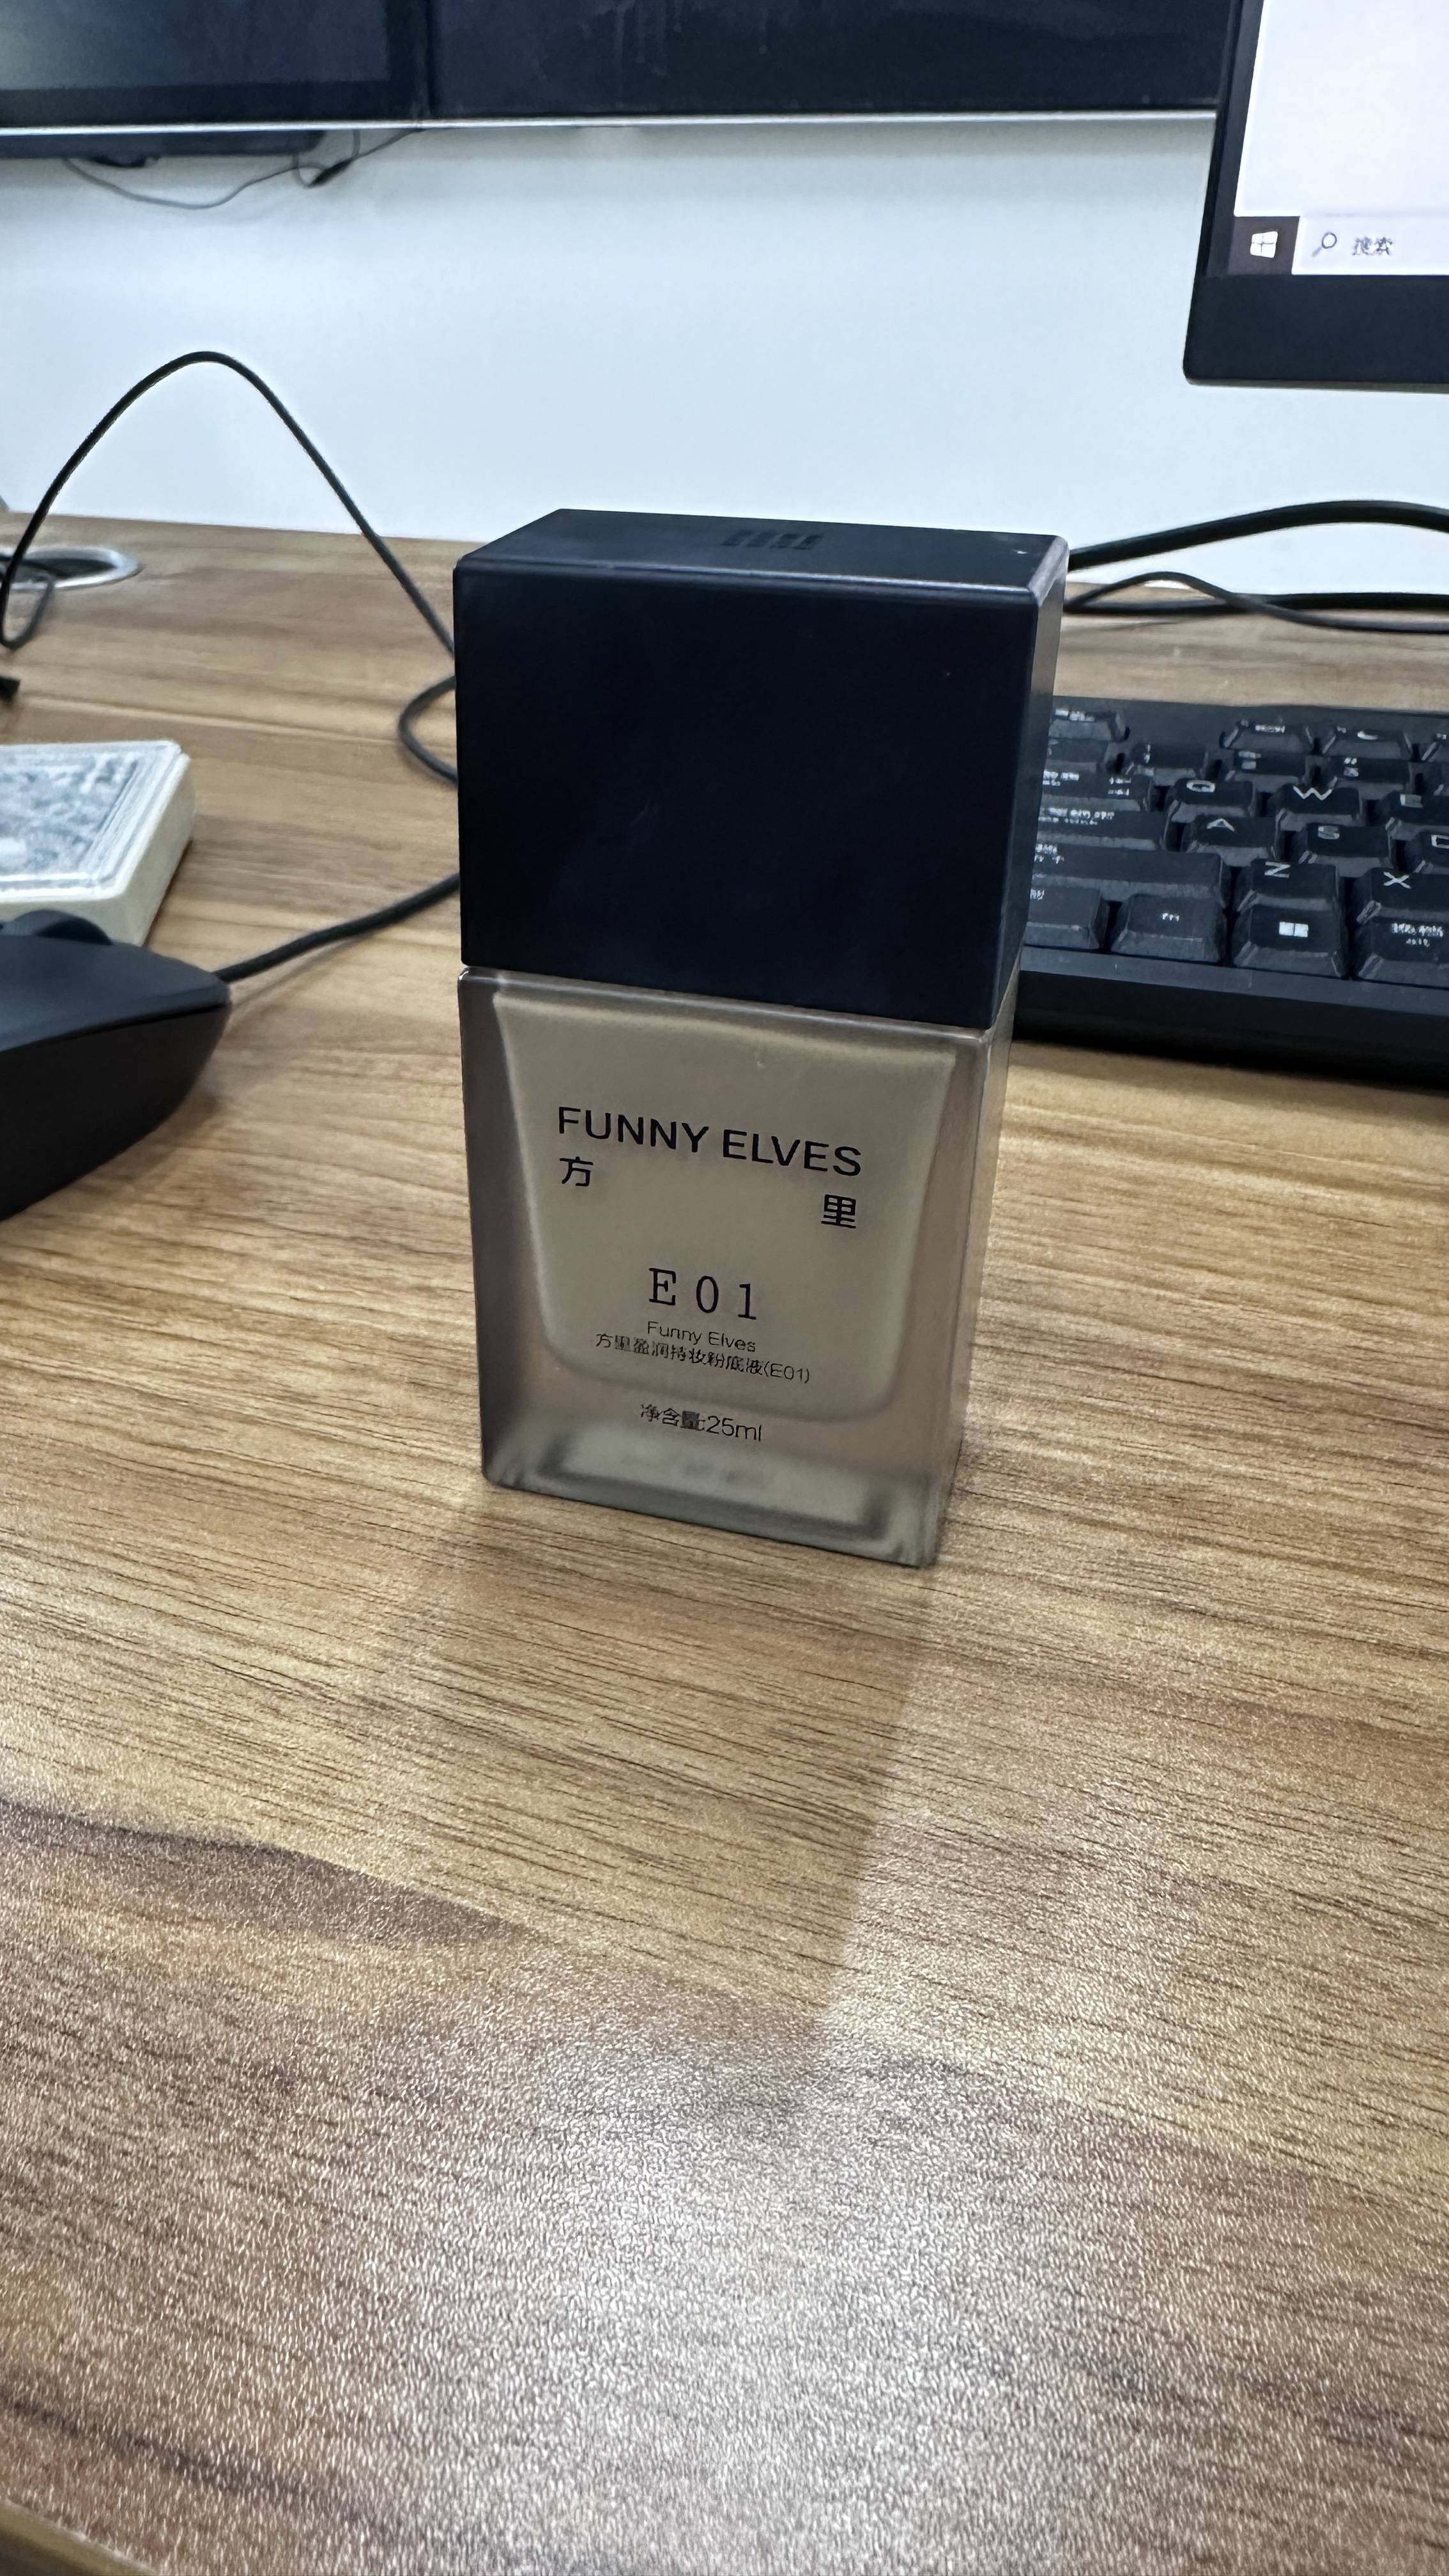 搜索
FUNNY ELVES
方 里
E01
Funny Elves
方里盈润持妆粉底液(E01)
净含量:25ml
Q W E
A S D
Z X